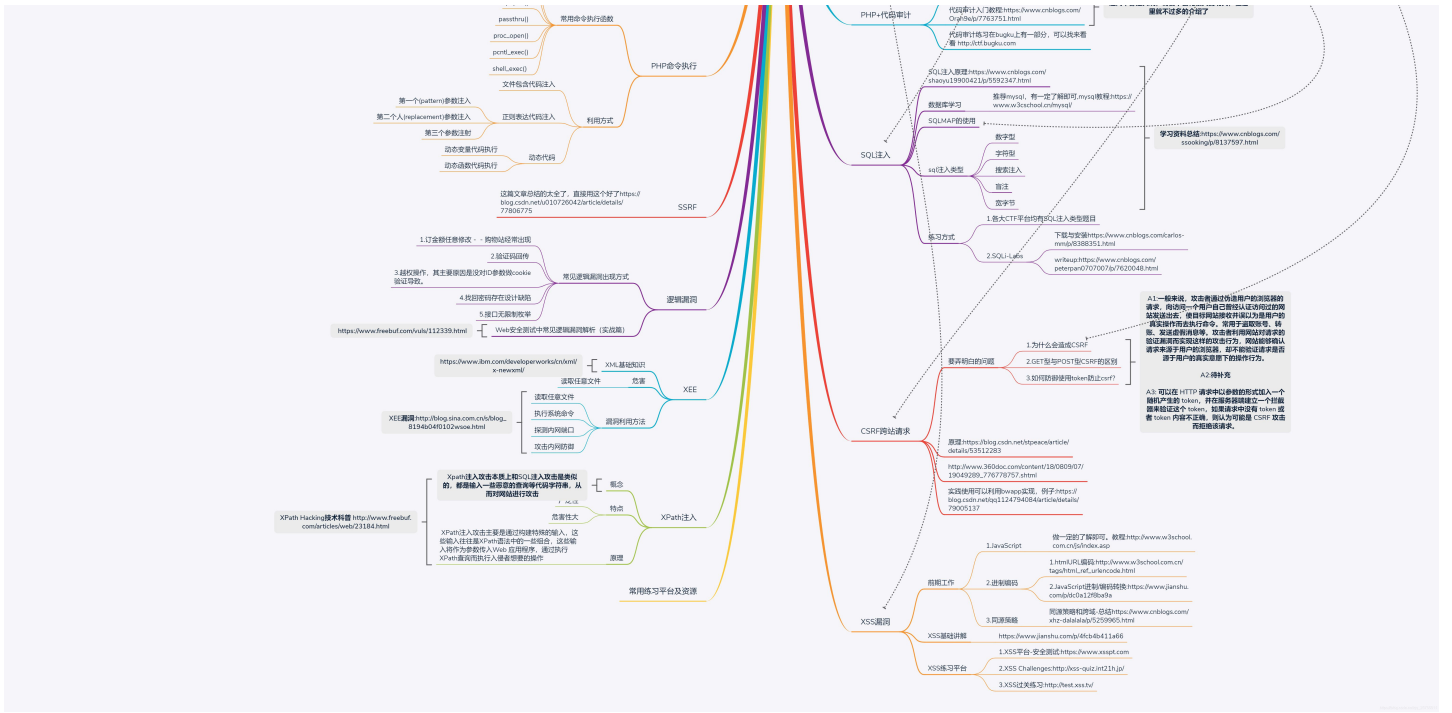 passthru()
proc_open()
pcntl_exec()
shell_exec()
常用命令执行函数
PHP命令执行
文件包含代码注入
第一个(pattern)参数注入
第二个人(replacement)参数注入
第三个参数注射
正则表达代码注入
利用方式
动态变量代码执行
动态函数代码执行
动态代码
这篇文章总结的太全了，直接用这个好了https://
blog.csdn.net/u010726042/article/details/
77806775
SSRF
1.订金额任意修改 - - 购物站经常出现
2.验证码回传
3.越权操作，其主要原因是没对ID参数做cookie
验证导致。
4.找回密码存在设计缺陷
5.接口无限制枚举
常见逻辑漏洞出现方式
逻辑漏洞
https://www.freebuf.com/vuls/112339.html
Web安全测试中常见逻辑漏洞解析（实战篇）
https://www.ibm.com/developerworks/cn/xml/
x-newxml/
XML基础知识
读取任意文件
危害
XEE
XEE漏洞:http://blog.sina.com.cn/s/blog_
8194b04f0102wsoe.html
读取任意文件
执行系统命令
探测内网端口
攻击内网防御
漏洞利用方法
Xpath注入攻击本质上和SQL注入攻击是类似
的，都是输入一些恶意的查询等代码字符串，从
而对网站进行攻击
概念
危害性大
特点
XPath注入
XPath Hacking技术科普 http://www.freebuf.
com/articles/web/23184.html
XPath注入攻击主要是通过构建特殊的输入，这
些输入往往是XPath语法中的一些组合，这些输
入将作为参数传入Web 应用程序，通过执行
XPath查询而执行入侵者想要的操作
原理
常用练习平台及资源
PHP+代码审计
代码审计入门教程:https://www.cnblogs.com/
Orah9e/p/7763751.html
代码审计练习在bugku上有一部分，可以找来看
看 http://ctf.bugku.com
里就不过多的介绍了
SQL注入原理:https://www.cnblogs.com/
shaoyu19900421/p/5592347.html
数据库学习
推荐mysql，有一定了解即可,mysql教程:https://
www.w3cschool.cn/mysql/
SQLMAP的使用
SQL注入
sql注入类型
数字型
字符型
搜索注入
盲注
宽字节
学习资料总结:https://www.cnblogs.com/
ssooking/p/8137597.html
练习方式
1.各大CTF平台均有SQL注入类型题目
2.SQLi-Labs
下载与安装https://www.cnblogs.com/carlos-
mm/p/8388351.html
writeup:https://www.cnblogs.com/
peterpan0707007/p/7620048.html
要弄明白的问题
1.为什么会造成CSRF
2.GET型与POST型CSRF的区别
3.如何防御使用token防止csrf?
A1:一般来说，攻击者通过伪造用户的浏览器的
请求，向访问一个用户自己曾经认证访问过的网
站发送出去，使目标网站接收并误以为是用户的
真实操作而去执行命令。常用于盗取账号、转
账、发送虚假消息等。攻击者利用网站对请求的
验证漏洞而实现这样的攻击行为，网站能够确认
请求来源于用户的浏览器，却不能验证请求是否
源于用户的真实意愿下的操作行为。
A2:待补充
A3: 可以在 HTTP 请求中以参数的形式加入一个
随机产生的 token，并在服务器端建立一个拦截
器来验证这个 token，如果请求中没有 token 或
者 token 内容不正确，则认为可能是 CSRF 攻击
而拒绝该请求。
CSRF跨站请求
原理:https://blog.csdn.net/stpeace/article/
details/53512283
http://www.360doc.com/content/18/0809/07/
19049289_776778757.shtml
实践使用可以利用bwapp实现，例子:https://
blog.csdn.net/qq1124794084/article/details/
79005137
XSS漏洞
前期工作
1.JavaScript
做一定的了解即可。教程:http://www.w3school.
com.cn/js/index.asp
2.进制编码
1.htmlURL编码:http://www.w3school.com.cn/
tags/html_ref_urlencode.html
2.JavaScript进制/编码转换:https://www.jianshu.
com/p/dc0a12f8ba9a
3.同源策略
同源策略和跨域-总结https://www.cnblogs.com/
xhz-dalalala/p/5259965.html
XSS基础讲解
https://www.jianshu.com/p/4fcb4b411a66
XSS练习平台
1.XSS平台-安全测试:https://www.xsspt.com
2.XSS Challenges:http://xss-quiz.int21h.jp/
3.XSS过关练习:http://test.xss.tv/